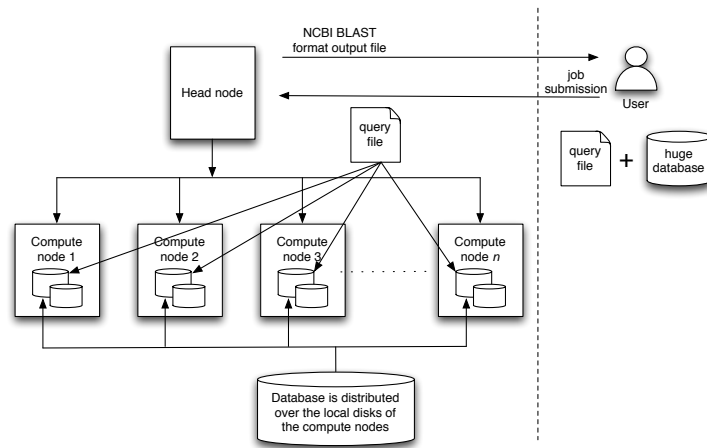 NCBI BLAST
format output file
job
submission
User
Head node
query
file
query
file
+
huge
database
Compute
node 1
Compute
node 2
Compute
node 3
. . . . . . . . . . .
Compute
node n
Database is distributed
over the local disks of
the compute nodes